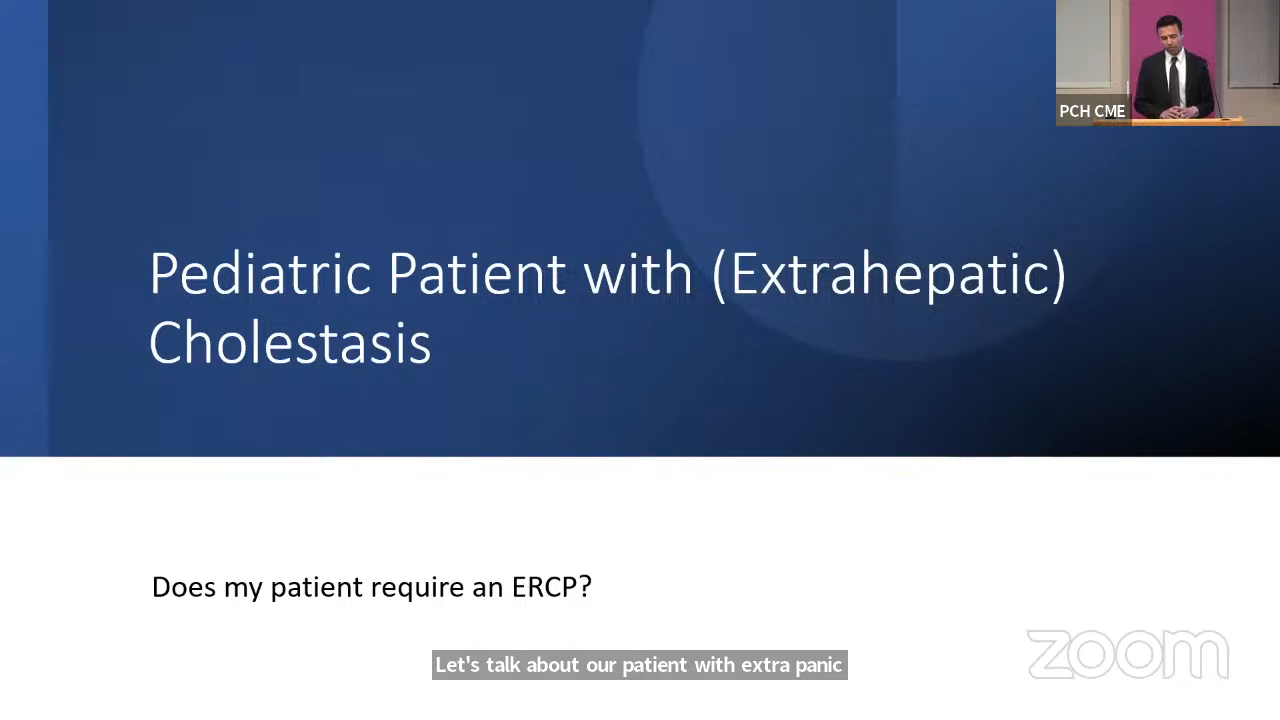 PCH CME
Pediatric Patient with (Extrahepatic)
Cholestasis
Does my patient require an ERCP?
zoom
Let's talk about our patient with extra panic